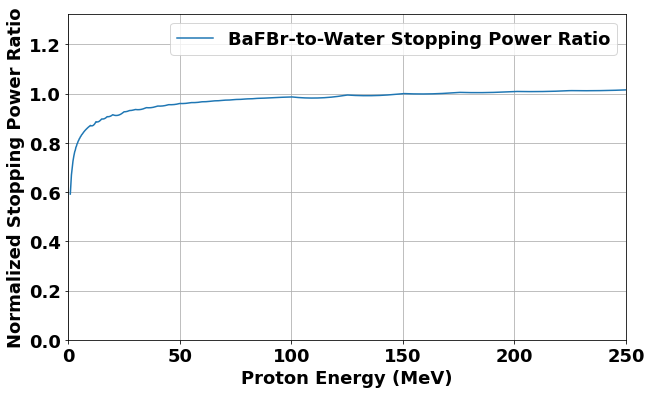 BaFBr-to-Water Stopping Power Ratio
Normalized Stopping Power Ratio
1.2
1.0
0.8
0.6
0.4
0.2
0.0
0 50 100 150 200 250
Proton Energy (MeV)